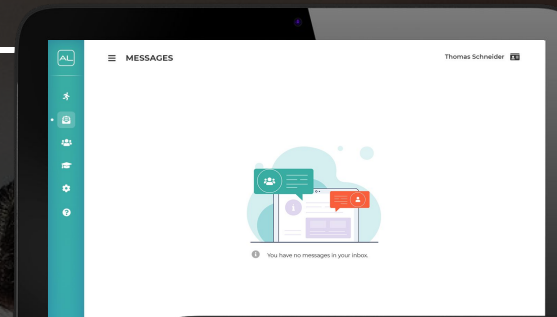 AL
MESSAGES
Thomas Schneider
You have no messages in your inbox.